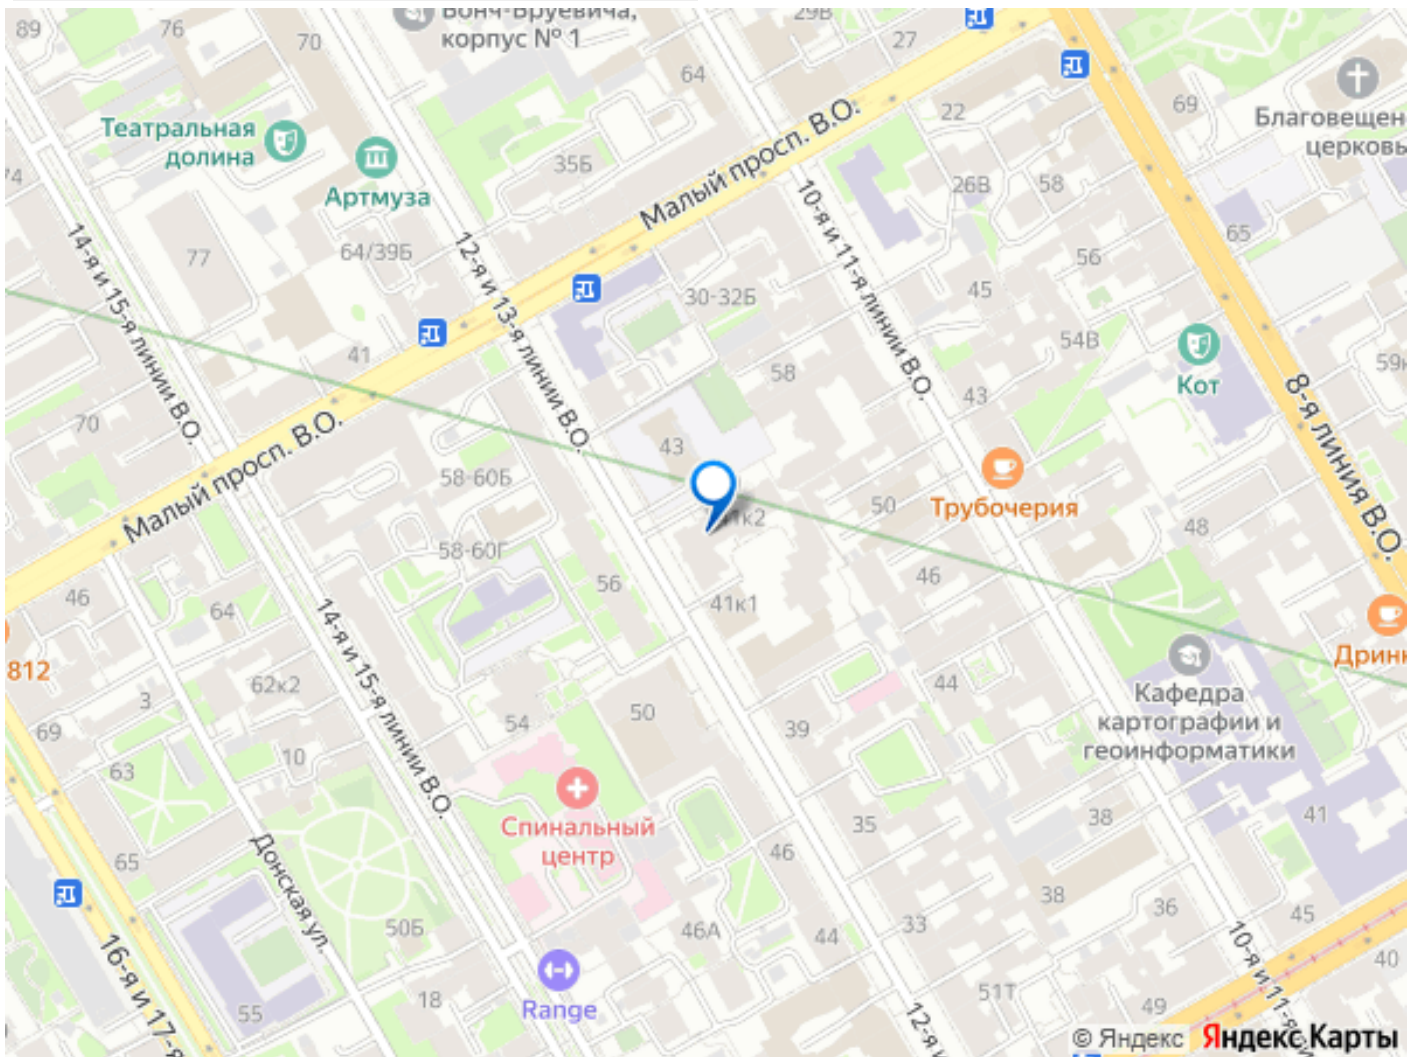 Бонч-Бруевича,
корпус № 1
29В
89
76
70
27
64
22
69
Благовещен
церковь
Театральная
долина
Артмуза
35Б
Малый просп. В.О.
10-я и 11-я линии В.О.
26В
58
74
77
64/39Б
12-я и 13-я линии В.О.
14-я и 15-я линии В.О.
65
56
45
30-32Б
54В
Кот
59к
41
58
43
8-я линия В.О.
70
Малый просп. В.О.
43
58-60Б
Трубочерия
50
41к2
48
58-60Г
46
56
41к1
46
64
14-я и 15-я линии В.О.
812
3
62к2
Дринк
44
Кафедра
картографии и
геоинформатики
69
54
50
39
10
63
Спинальный
центр
41
38
35
65
46
Донская ул.
38
36
45
33
50Б
46А
44
10-я и 11-я линии
16-я и 17-я
40
Range
18
51Т
49
55
12-я и
© Яндекс Яндекс Карты